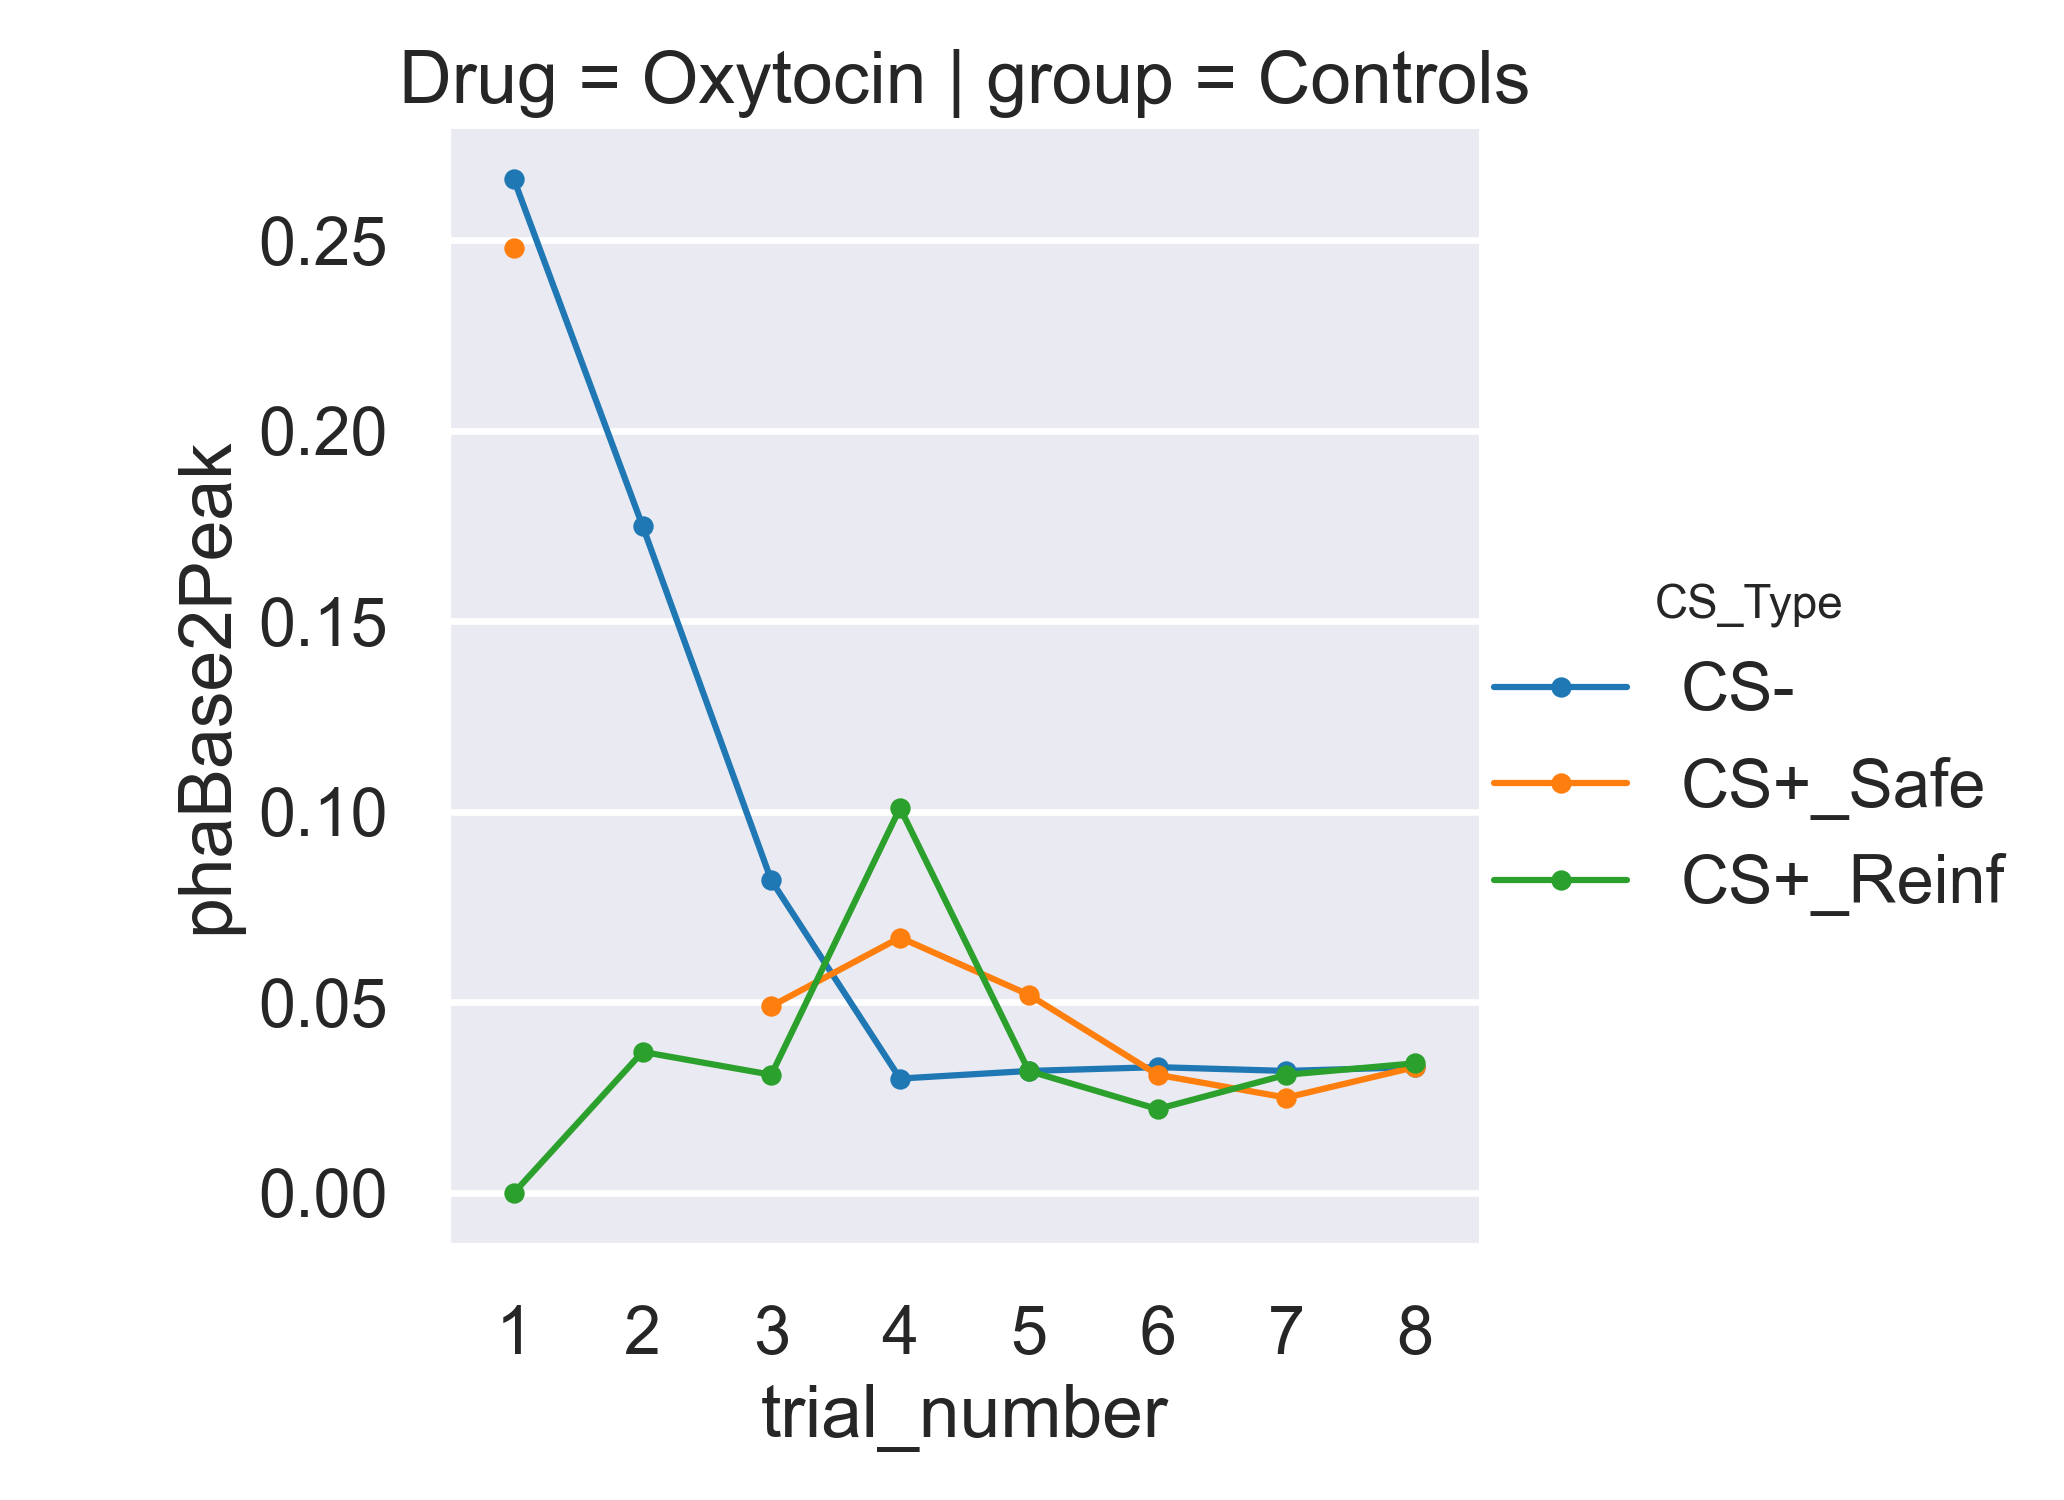 Drug = Oxytocin | group = Controls
phaBase2Peak
0.25
0.20
0.15
0.10
0.05
0.00
1 2 3 4 5 6 7 8
trial_number
CS_Type
CS-
CS+_Safe
CS+_Reinf